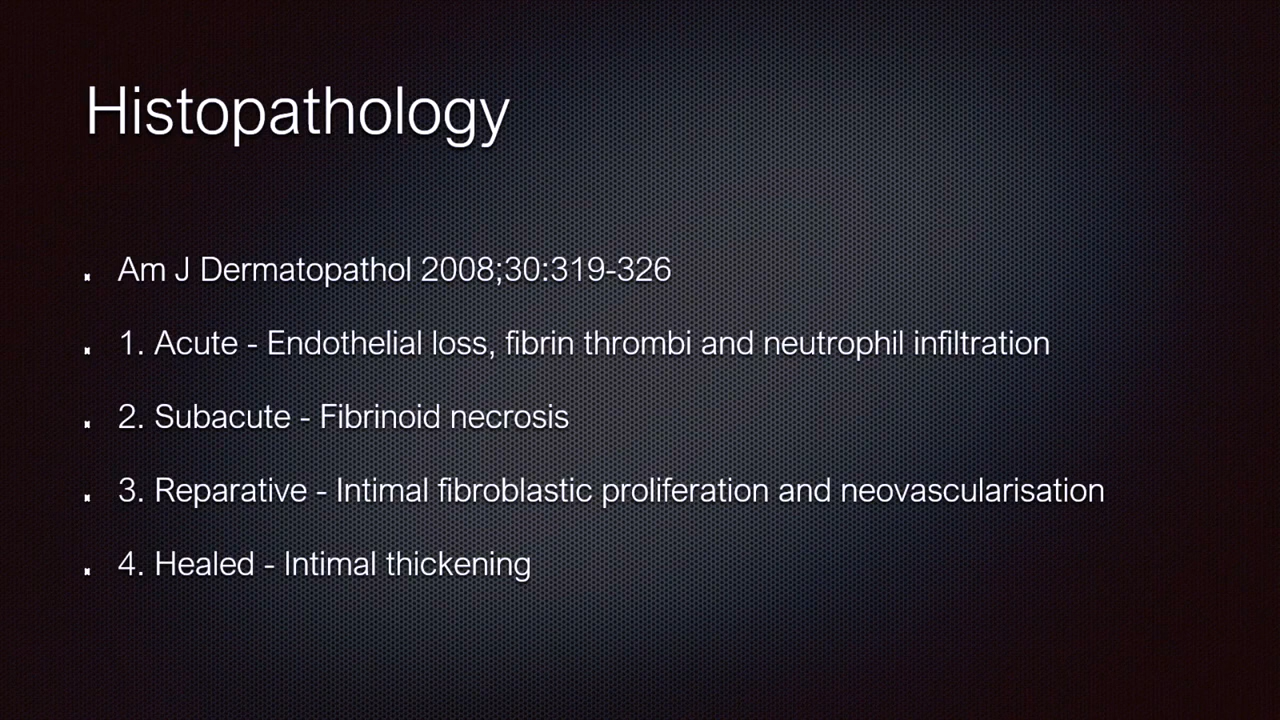 Histopathology
Am J Dermatopathol 2008;30:319-326
1. Acute - Endothelial loss, fibrin thrombi and neutrophil infiltration
2. Subacute - Fibrinoid necrosis
3. Reparative - Intimal fibroblastic proliferation and neovascularisation
4. Healed - Intimal thickening